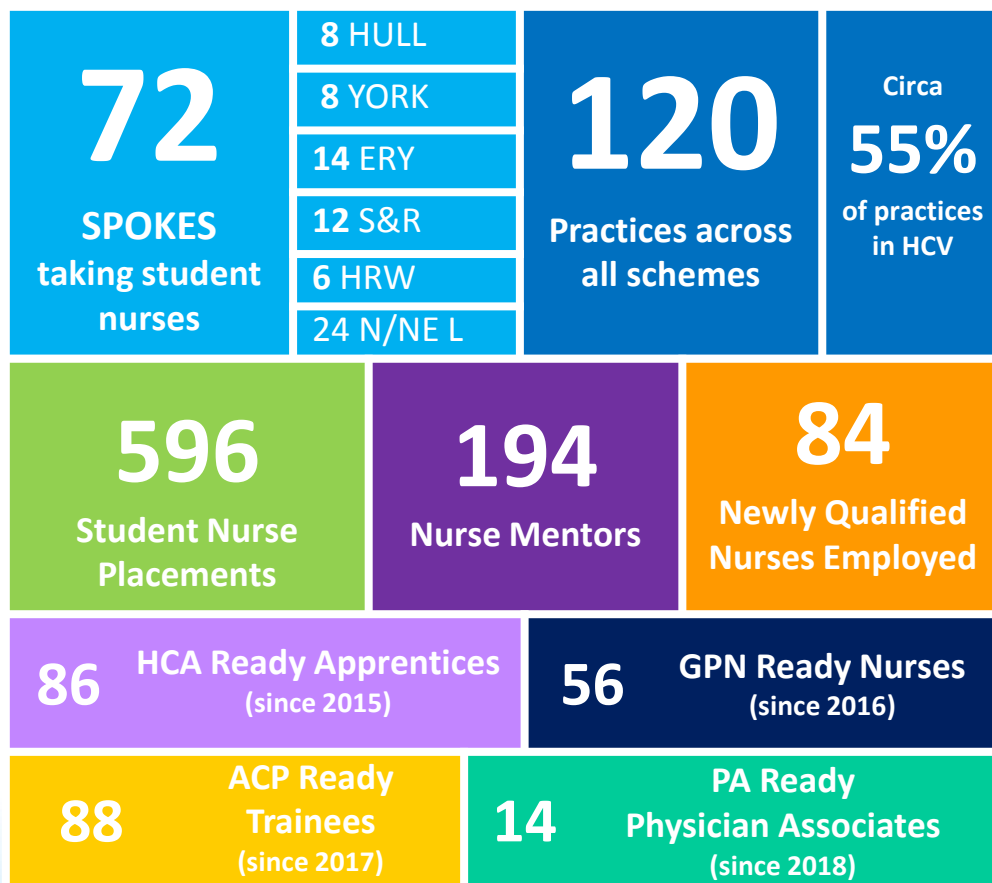 72
SPOKES
taking student
nurses
8 HULL
8 YORK
14 ERY
12 S&R
6 HRW
24 N/NE L
120
Practices across
all schemes
Circa
55%
of practices
in HCV
596
Student Nurse
Placements
194
Nurse Mentors
84
Newly Qualified
Nurses Employed
86
HCA Ready Apprentices
(since 2015)
56
GPN Ready Nurses
(since 2016)
88
ACP Ready
Trainees
(since 2017)
14
PA Ready
Physician Associates
(since 2018)